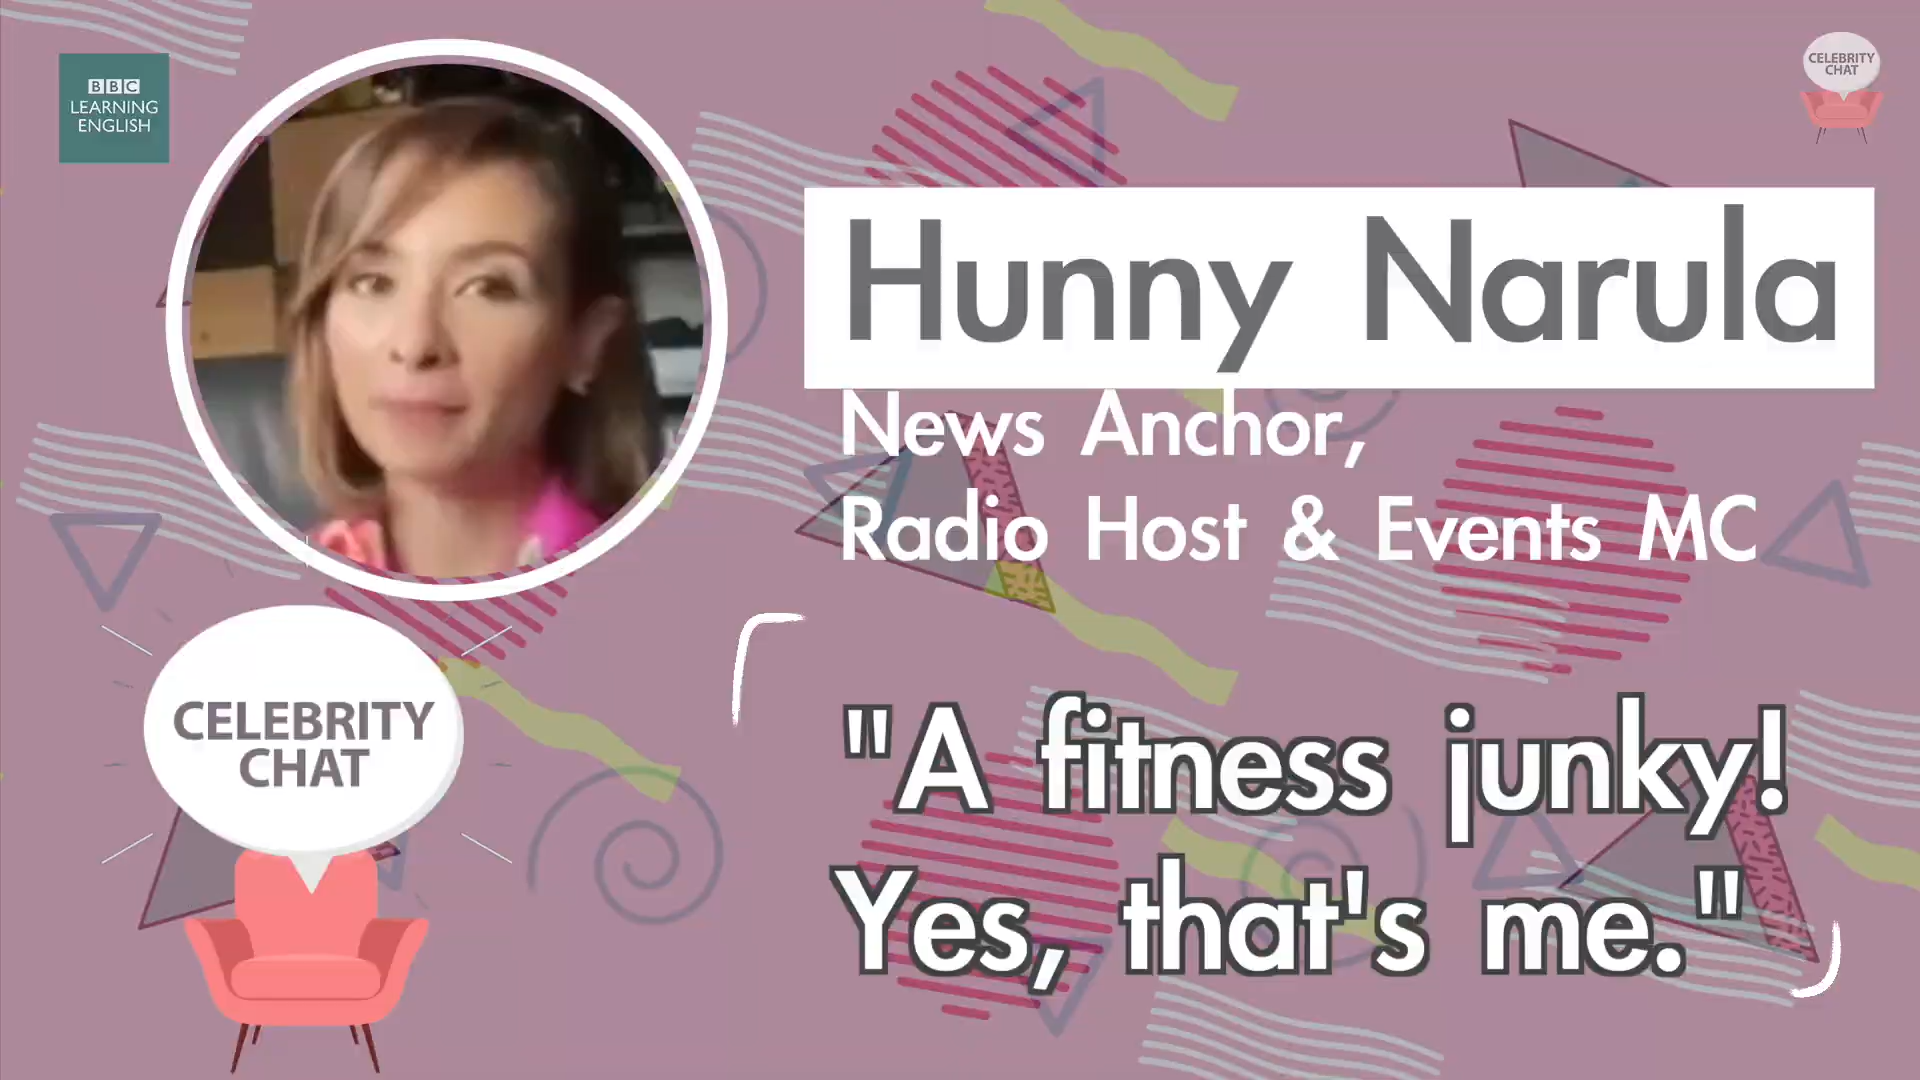 BBC
LEARNING
ENGLISH
CELEBRITY
CHAT
Hunny Narula
News Anchor,
Radio Host & Events MC
CELEBRITY
CHAT
"A fitness junky!
Yes, that's me."